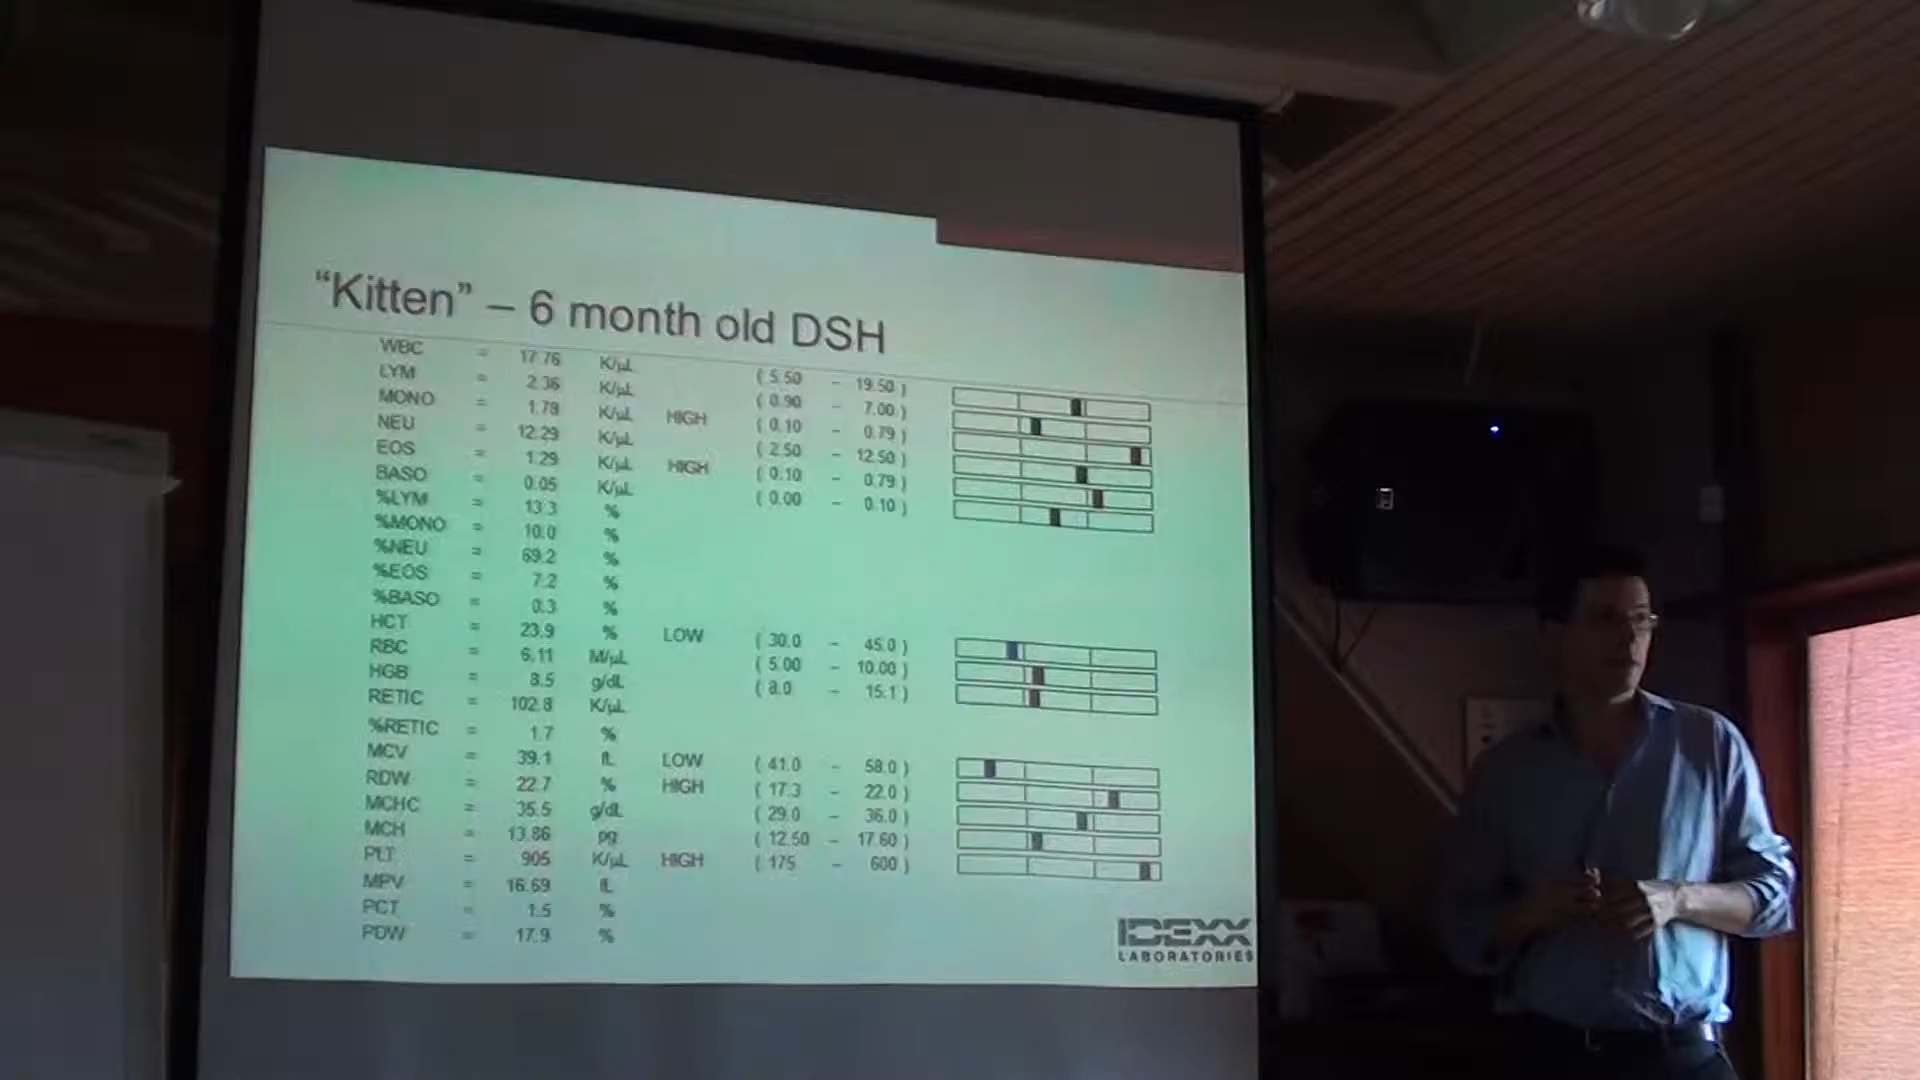 “Kitten” – 6 month old DSH
WBC = 17.76 K/µL ( 5.50 – 19.50 )
LYM = 2.36 K/µL ( 0.90 – 7.00 )
MONO = 1.78 K/µL HIGH ( 0.10 – 0.79 )
NEU = 12.29 K/µL ( 2.50 – 12.50 )
EOS = 1.29 K/µL HIGH ( 0.10 – 0.79 )
BASO = 0.05 K/µL ( 0.00 – 0.10 )
%LYM = 13.3 %
%MONO = 10.0 %
%NEU = 69.2 %
%EOS = 7.2 %
%BASO = 0.3 %
HCT = 23.9 % LOW ( 30.0 – 45.0 )
RBC = 6.11 M/µL ( 5.00 – 10.00 )
HGB = 8.5 g/dL ( 8.0 – 15.1 )
RETIC = 102.8 K/µL
%RETIC = 1.7 %
MCV = 39.1 fL LOW ( 41.0 – 58.0 )
RDW = 22.7 % HIGH ( 17.3 – 22.0 )
MCHC = 35.5 g/dL ( 29.0 – 36.0 )
MCH = 13.86 pg ( 12.50 – 17.60 )
PLT = 905 K/µL HIGH ( 175 – 600 )
MPV = 16.69 fL
PCT = 1.5 %
PDW = 17.9 %
IDEXX
LABORATORIES